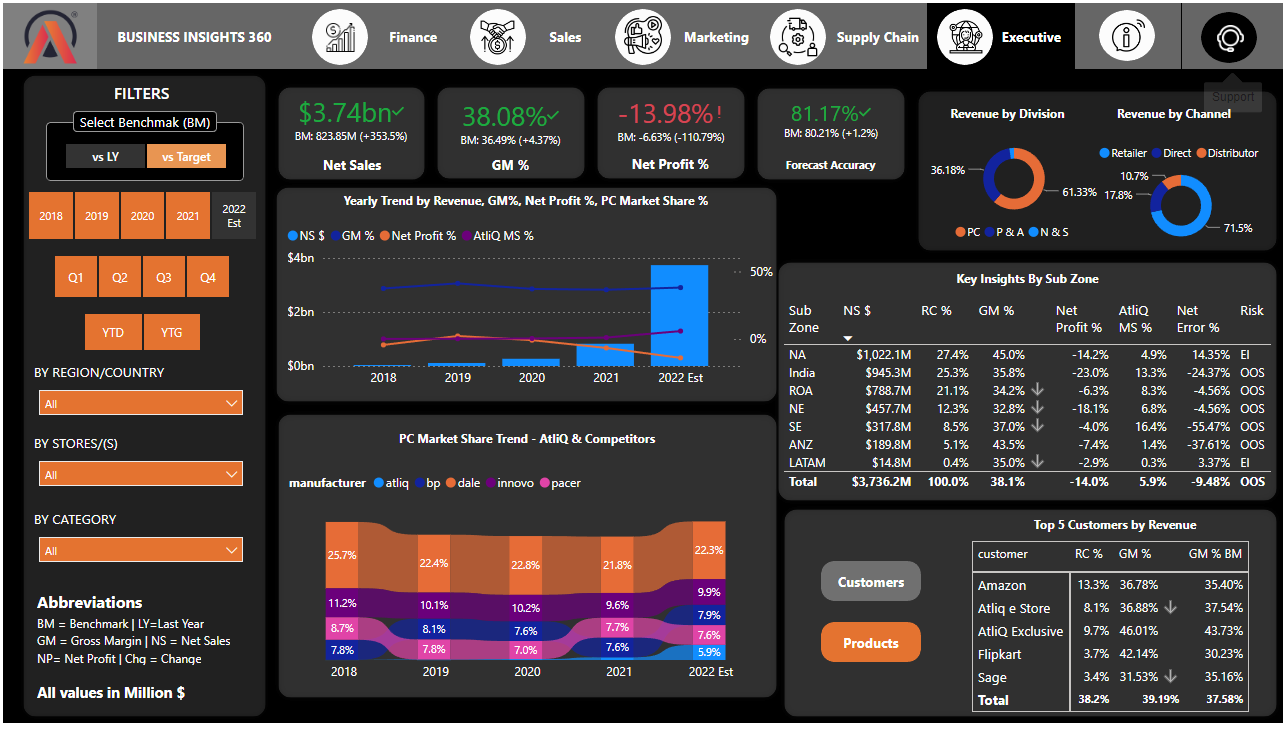 BUSINESS INSIGHTS 360
Finance
Sales
Marketing
Supply Chain
Executive
Support
FILTERS
Select Benchmak (BM)
vs LY
vs Target
2018
2019
2020
2021
2022
Est
Q1
Q2
Q3
Q4
YTD
YTG
BY REGION/COUNTRY
All
BY STORES/(S)
All
BY CATEGORY
All
Abbreviations
BM = Benchmark | LY=Last Year
GM = Gross Margin | NS = Net Sales
NP= Net Profit | Chg = Change
All values in Million $
$3.74bn
BM: 823.85M (+353.5%)
Net Sales
38.08%
BM: 36.49% (+4.37%)
GM %
-13.98%!
BM: -6.63% (-110.79%)
Net Profit %
81.17%
BM: 80.21% (+1.2%)
Forecast Accuracy
Revenue by Division
36.18%
61.33%
PC P & A N & S
Revenue by Channel
Retailer Direct Distributor
10.7%
17.8%
71.5%
Yearly Trend by Revenue, GM%, Net Profit %, PC Market Share %
NS $ GM % Net Profit % AtliQ MS %
$4bn
$2bn
$0bn
50%
0%
2018 2019 2020 2021 2022 Est
PC Market Share Trend - AtliQ & Competitors
manufacturer atliq bp dale innovo pacer
25.7% 22.4% 22.8% 21.8% 22.3%
11.2% 10.1% 10.2% 9.6% 9.9%
8.7% 8.1% 7.6% 7.7% 7.9%
7.8% 7.8% 7.0% 7.6% 7.6%
5.9%
2018 2019 2020 2021 2022 Est
Key Insights By Sub Zone
Sub Zone NS $ RC % GM % Net Profit % AtliQ MS % Net Error % Risk
NA $1,022.1M 27.4% 45.0% -14.2% 4.9% 14.35% EI
India $945.3M 25.3% 35.8% -23.0% 13.3% -24.37% OOS
ROA $788.7M 21.1% 34.2% -6.3% 8.3% -4.56% OOS
NE $457.7M 12.3% 32.8% -18.1% 6.8% -4.56% OOS
SE $317.8M 8.5% 37.0% -4.0% 16.4% -55.47% OOS
ANZ $189.8M 5.1% 43.5% -7.4% 1.4% -37.61% OOS
LATAM $14.8M 0.4% 35.0% -2.9% 0.3% 3.37% EI
Total $3,736.2M 100.0% 38.1% -14.0% 5.9% -9.48% OOS
Customers
Products
Top 5 Customers by Revenue
customer RC % GM % GM % BM
Amazon 13.3% 36.78% 35.40%
Atliq e Store 8.1% 36.88% 37.54%
AtliQ Exclusive 9.7% 46.01% 43.73%
Flipkart 3.7% 42.14% 30.23%
Sage 3.4% 31.53% 35.16%
Total 38.2% 39.19% 37.58%